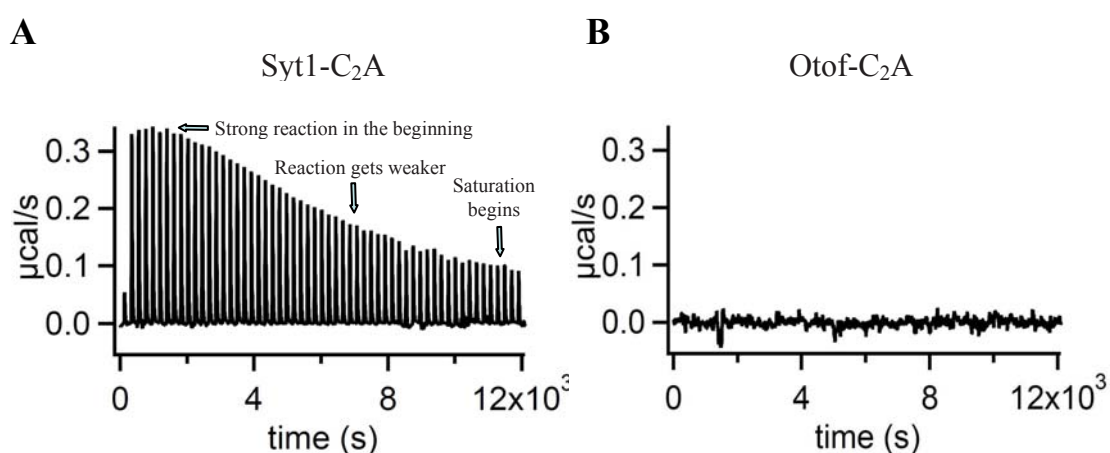 A
Syt1-C₂A
Strong reaction in the beginning
Reaction gets weaker
Saturation
begins
0.3
0.2
0.1
0.0
µcal/s
0 4 8 12x10³
time (s)
B
Otof-C₂A
0.3
0.2
0.1
0.0
µcal/s
0 4 8 12x10³
time (s)